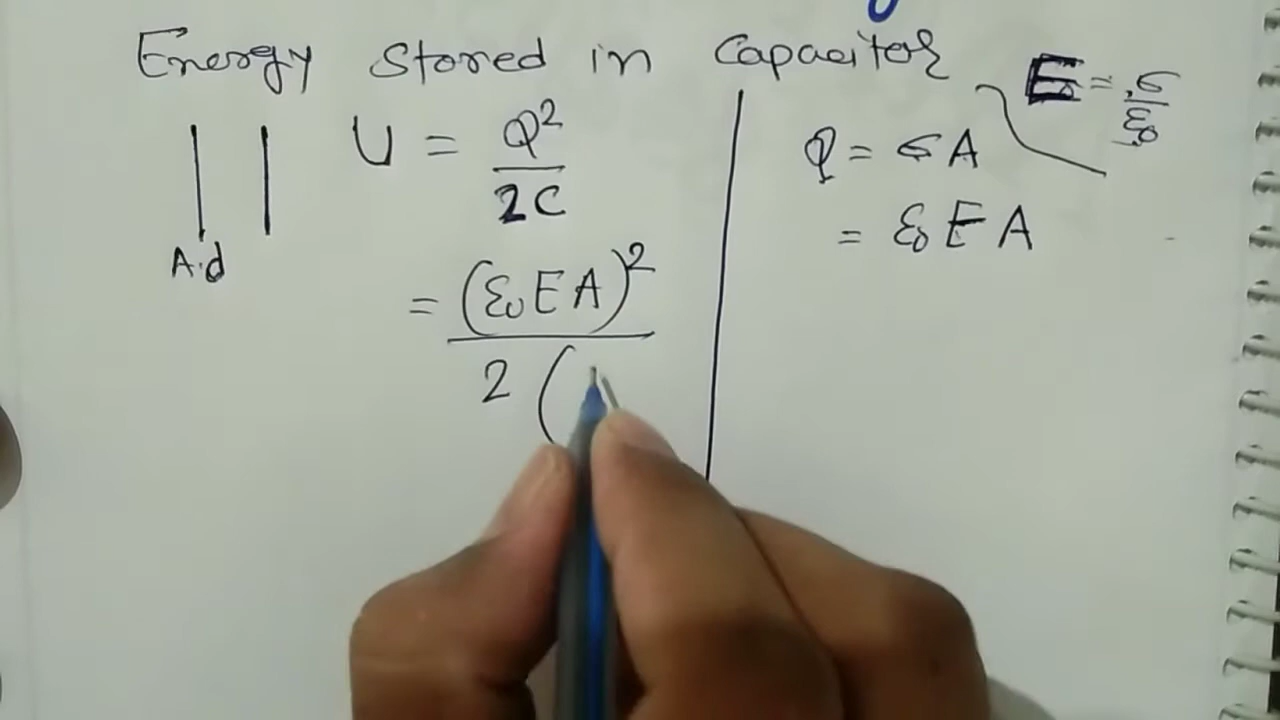 Energy Stored in Capacitor
E = σ/ε₀
U = Q²/2C
Q = σA
= ε₀EA
A·d
= (ε₀EA)²/2(